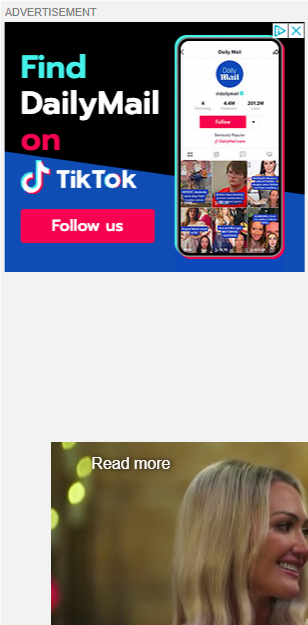 ADVERTISEMENT
Find
DailyMail
on
TikTok
Follow us
Daily Mail
Daily
Mail
@dailymail
4 4.4M 201.2M
Following Followers Likes
Follow
Seriously Popular
DailyMail.com
Read more